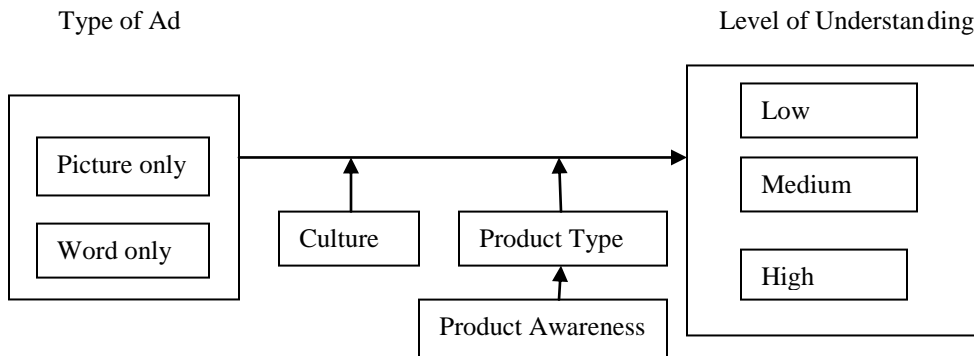 Type of Ad
Level of Understanding
Low
Picture only
Medium
Word only
Culture
Product Type
High
Product Awareness